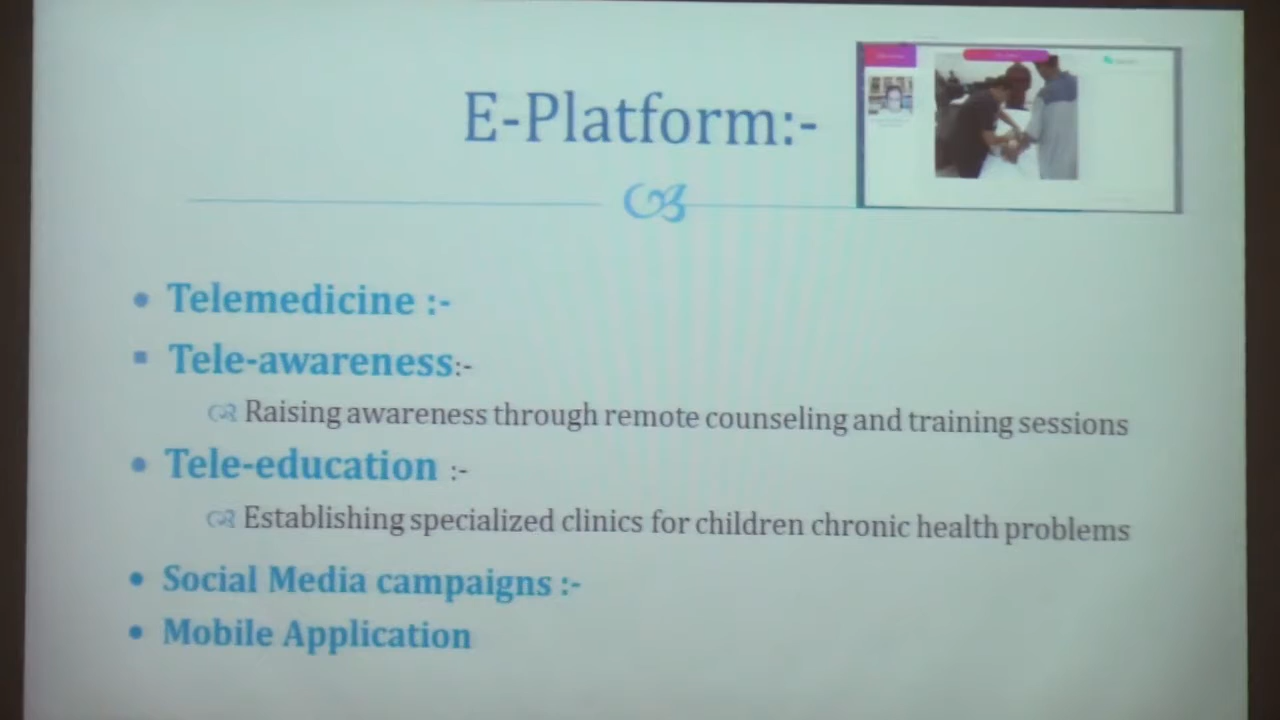 E-Platform:-
Telemedicine :-
Tele-awareness:-
Raising awareness through remote counseling and training sessions
Tele-education :-
Establishing specialized clinics for children chronic health problems
Social Media campaigns :-
Mobile Application